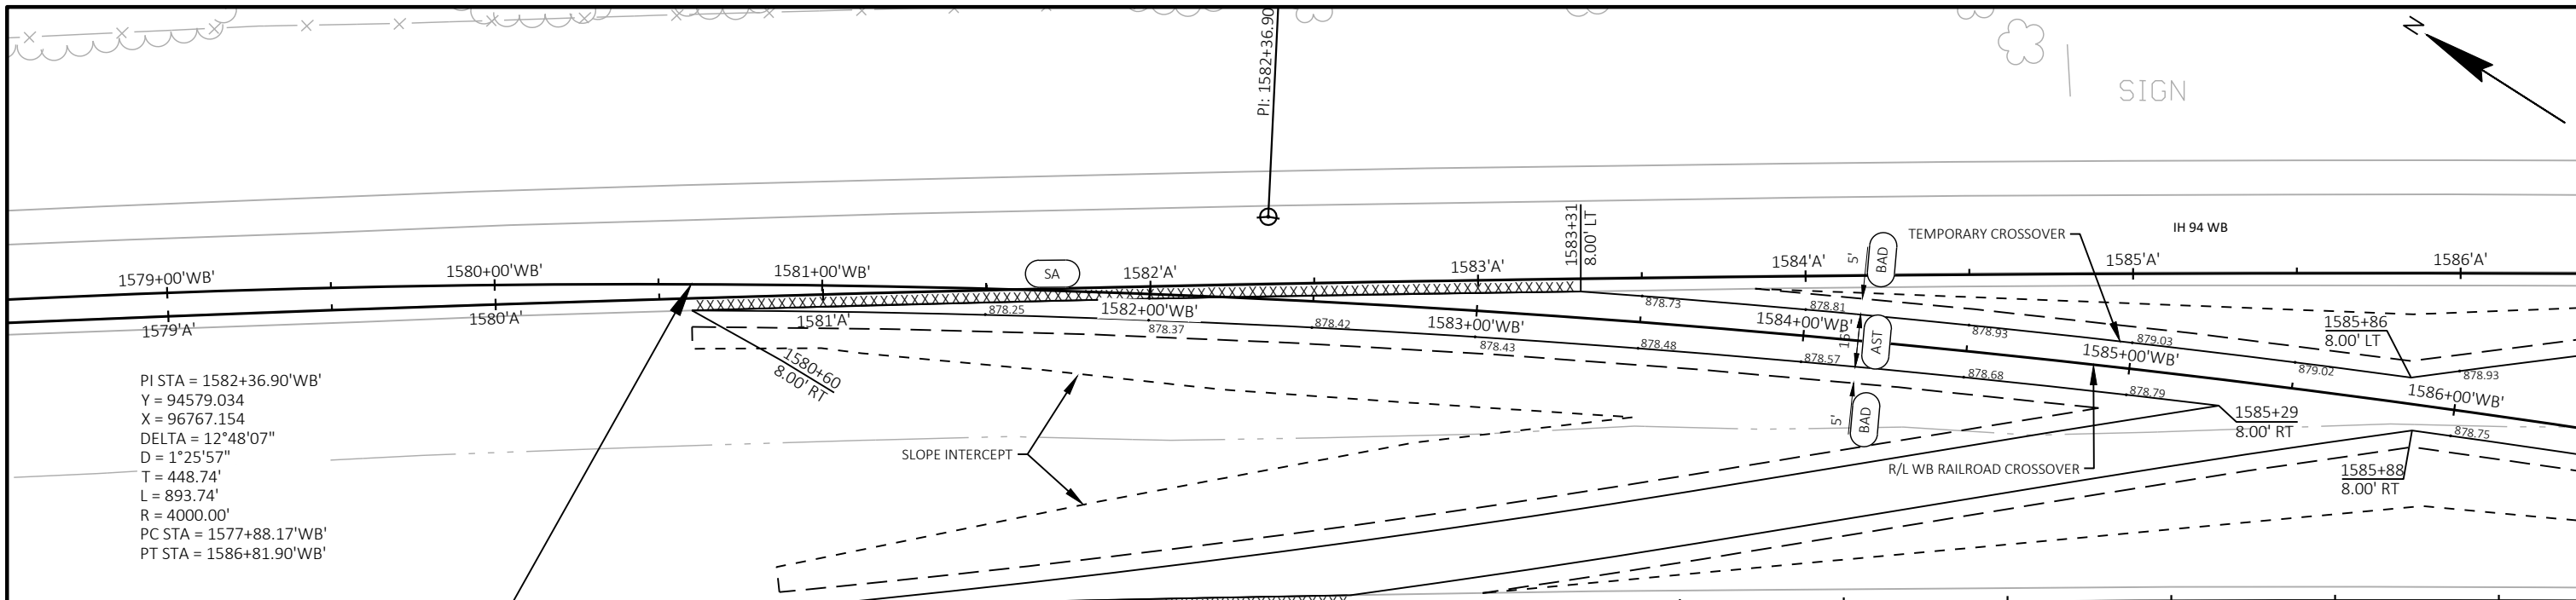 PI: 1582+36.90
N
SIGN
1583+31
8.00' LT
TEMPORARY CROSSOVER
IH 94 WB
1579+00'WB'
1580+00'WB'
1581+00'WB'
SA
1582'A'
1583'A'
1584'A'
5'
BAD
1585'A'
1586'A'
1579'A'
1580'A'
1581'A'
878.25
1582+00'WB'
878.37
878.42
1583+00'WB'
878.43
878.73
878.48
1584+00'WB'
878.81
878.57
16'
AST
878.93
878.68
1585+00'WB'
879.03
878.79
879.02
1585+86
8.00' LT
878.93
1586+00'WB'
1580+60
8.00' RT
5'
BAD
1585+29
8.00' RT
878.75
SLOPE INTERCEPT
R/L WB RAILROAD CROSSOVER
1585+88
8.00' RT
PI STA = 1582+36.90'WB'
Y = 94579.034
X = 96767.154
DELTA = 12°48'07"
D = 1°25'57"
T = 448.74'
L = 893.74'
R = 4000.00'
PC STA = 1577+88.17'WB'
PT STA = 1586+81.90'WB'